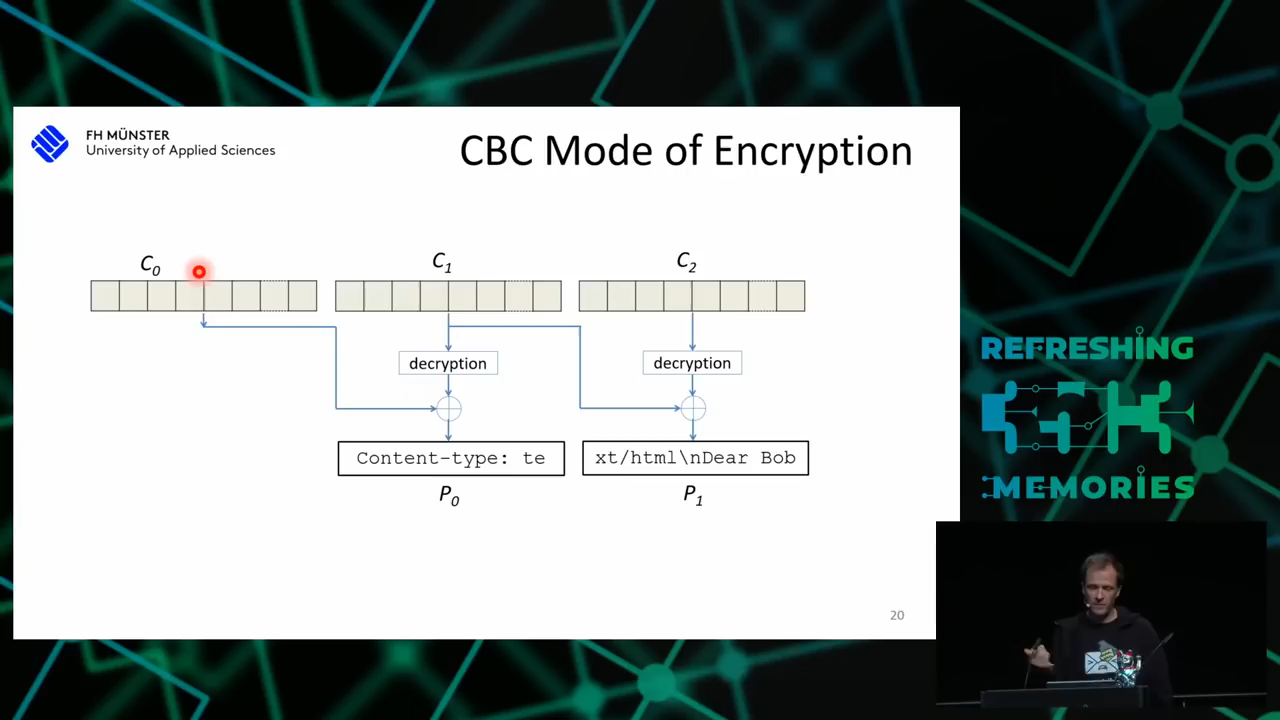 FH MÜNSTER
University of Applied Sciences
CBC Mode of Encryption
C0
C1
C2
decryption
decryption
Content-type: te
xt/html\nDear Bob
P0
P1
20
REFRESHING
MEMORIES